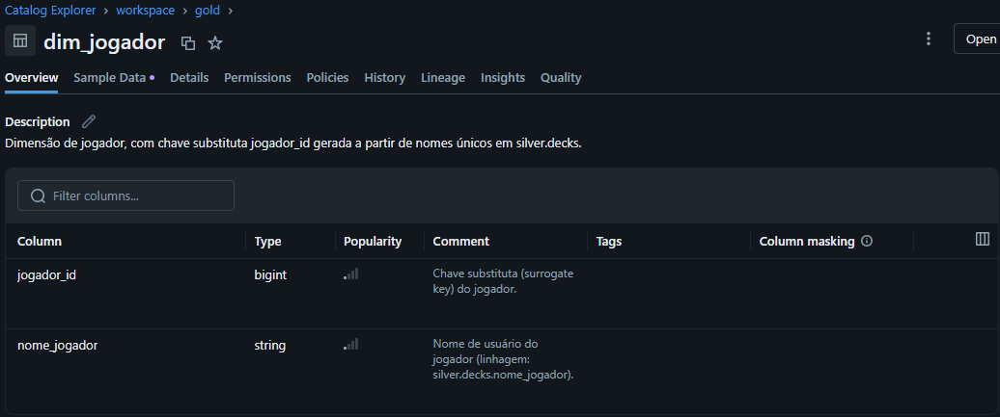 Catalog Explorer > workspace > gold >
dim_jogador
Open
Overview Sample Data Details Permissions Policies History Lineage Insights Quality
Description
Dimensão de jogador, com chave substituta jogador_id gerada a partir de nomes únicos em silver.decks.
Filter columns...
Column Type Popularity Comment Tags Column masking
jogador_id bigint Chave substituta (surrogate
key) do jogador.
nome_jogador string Nome de usuário do
jogador (linhagem:
silver.decks.nome_jogador).